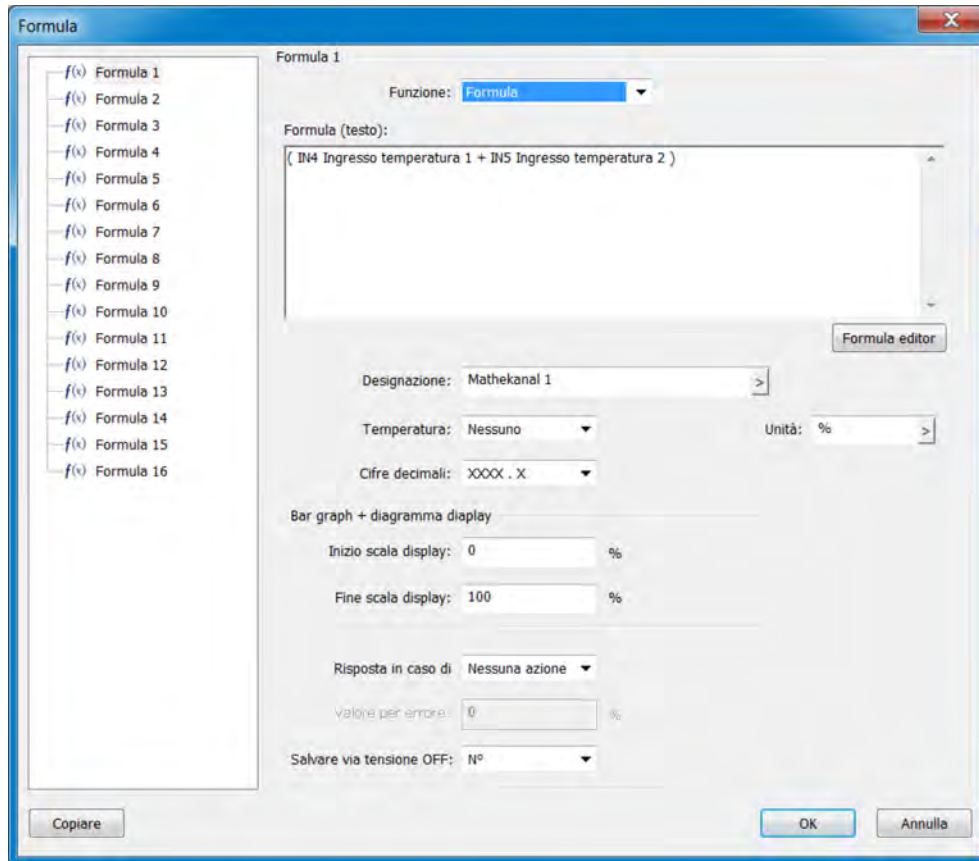 Formula
f(x) Formula 1
f(x) Formula 2
f(x) Formula 3
f(x) Formula 4
f(x) Formula 5
f(x) Formula 6
f(x) Formula 7
f(x) Formula 8
f(x) Formula 9
f(x) Formula 10
f(x) Formula 11
f(x) Formula 12
f(x) Formula 13
f(x) Formula 14
f(x) Formula 15
f(x) Formula 16
Formula 1
Funzione: Formula
Formula (testo):
( IN4 Ingresso temperatura 1 + IN5 Ingresso temperatura 2 )
Formula editor
Designazione: Mathekanal 1 >
Temperatura: Nessuno Unità: % >
Cifre decimali: XXXX . X
Bar graph + diagramma diaplay
Inizio scala display: 0 %
Fine scala display: 100 %
Risposta in caso di Nessuna azione
Valore per errore: 0 %
Salvare via tensione OFF: Nº
Copiare OK Annulla